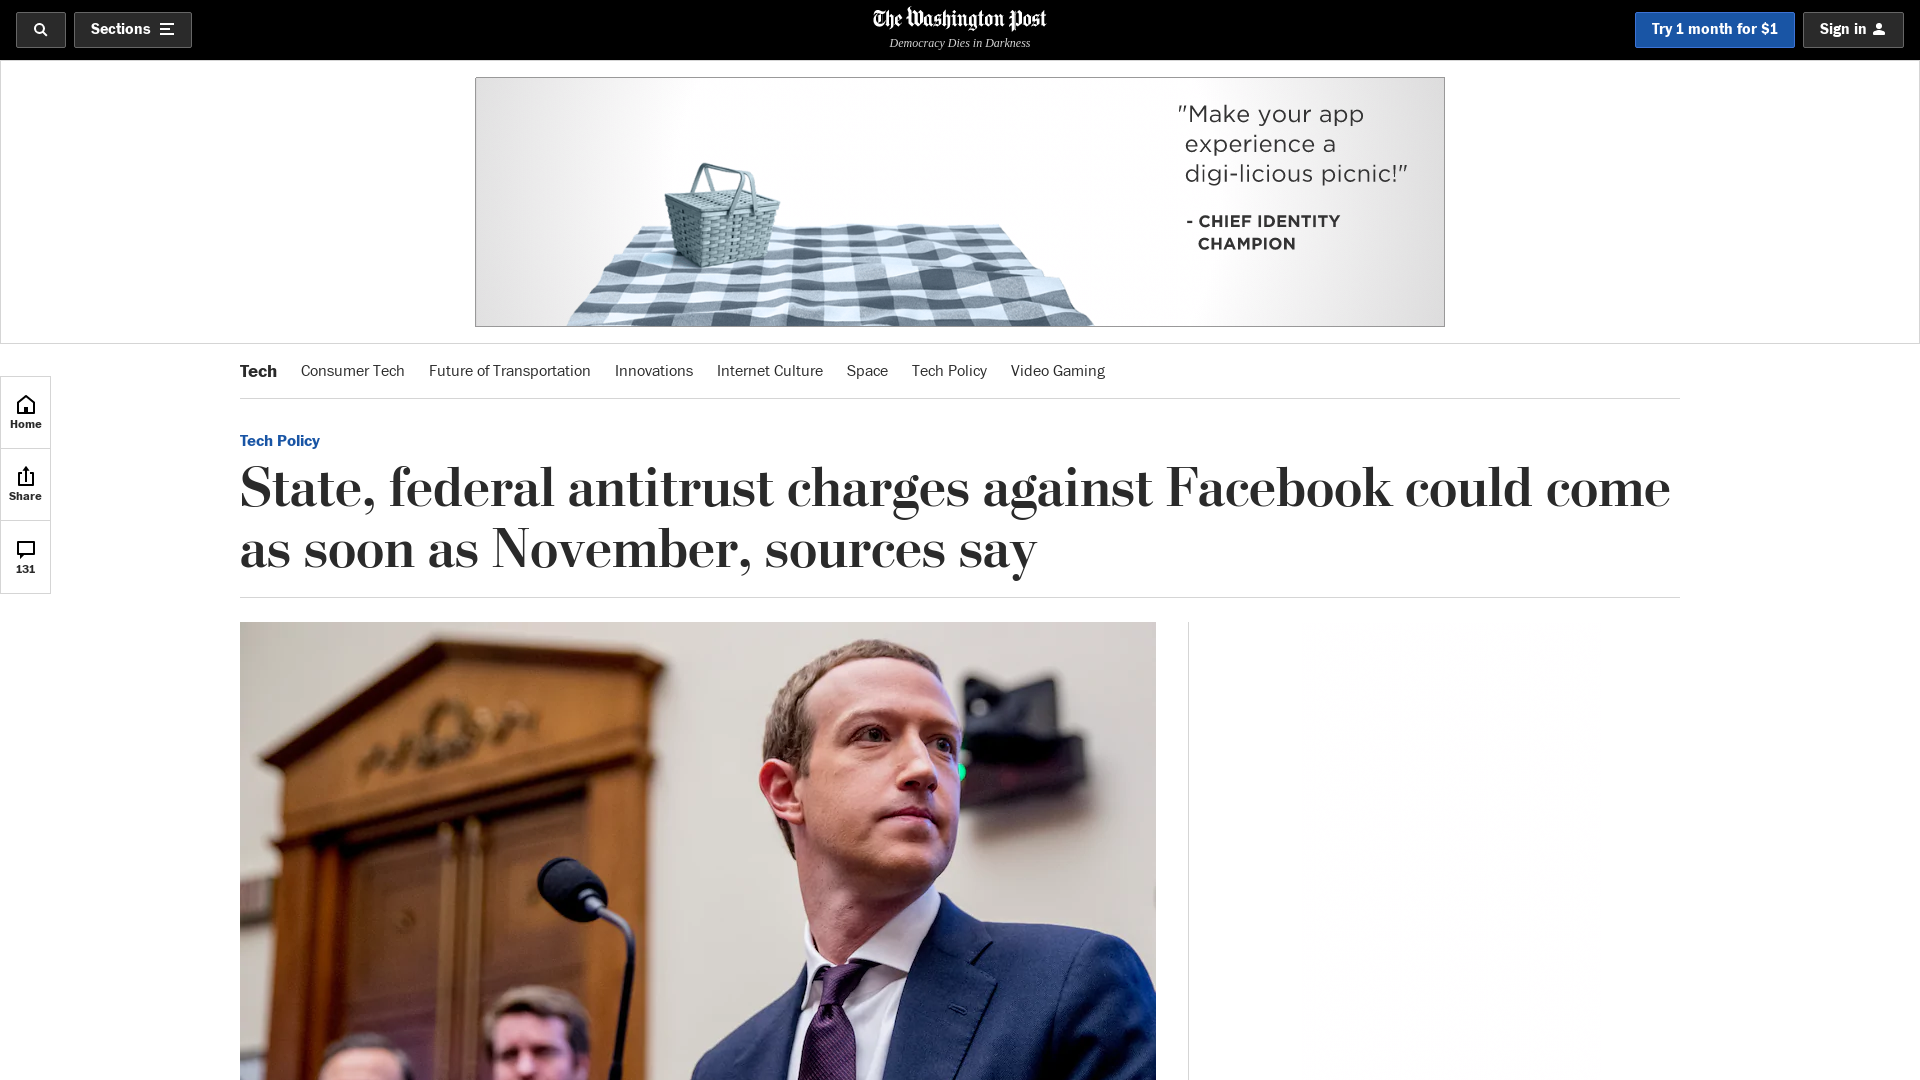 Sections
The Washington Post
Democracy Dies in Darkness
Try 1 month for $1
Sign in
"Make your app
experience a
digi-licious picnic!"
- CHIEF IDENTITY
CHAMPION
Tech
Consumer Tech
Future of Transportation
Innovations
Internet Culture
Space
Tech Policy
Video Gaming
Home
Share
131
Tech Policy
State, federal antitrust charges against Facebook could come
as soon as November, sources say